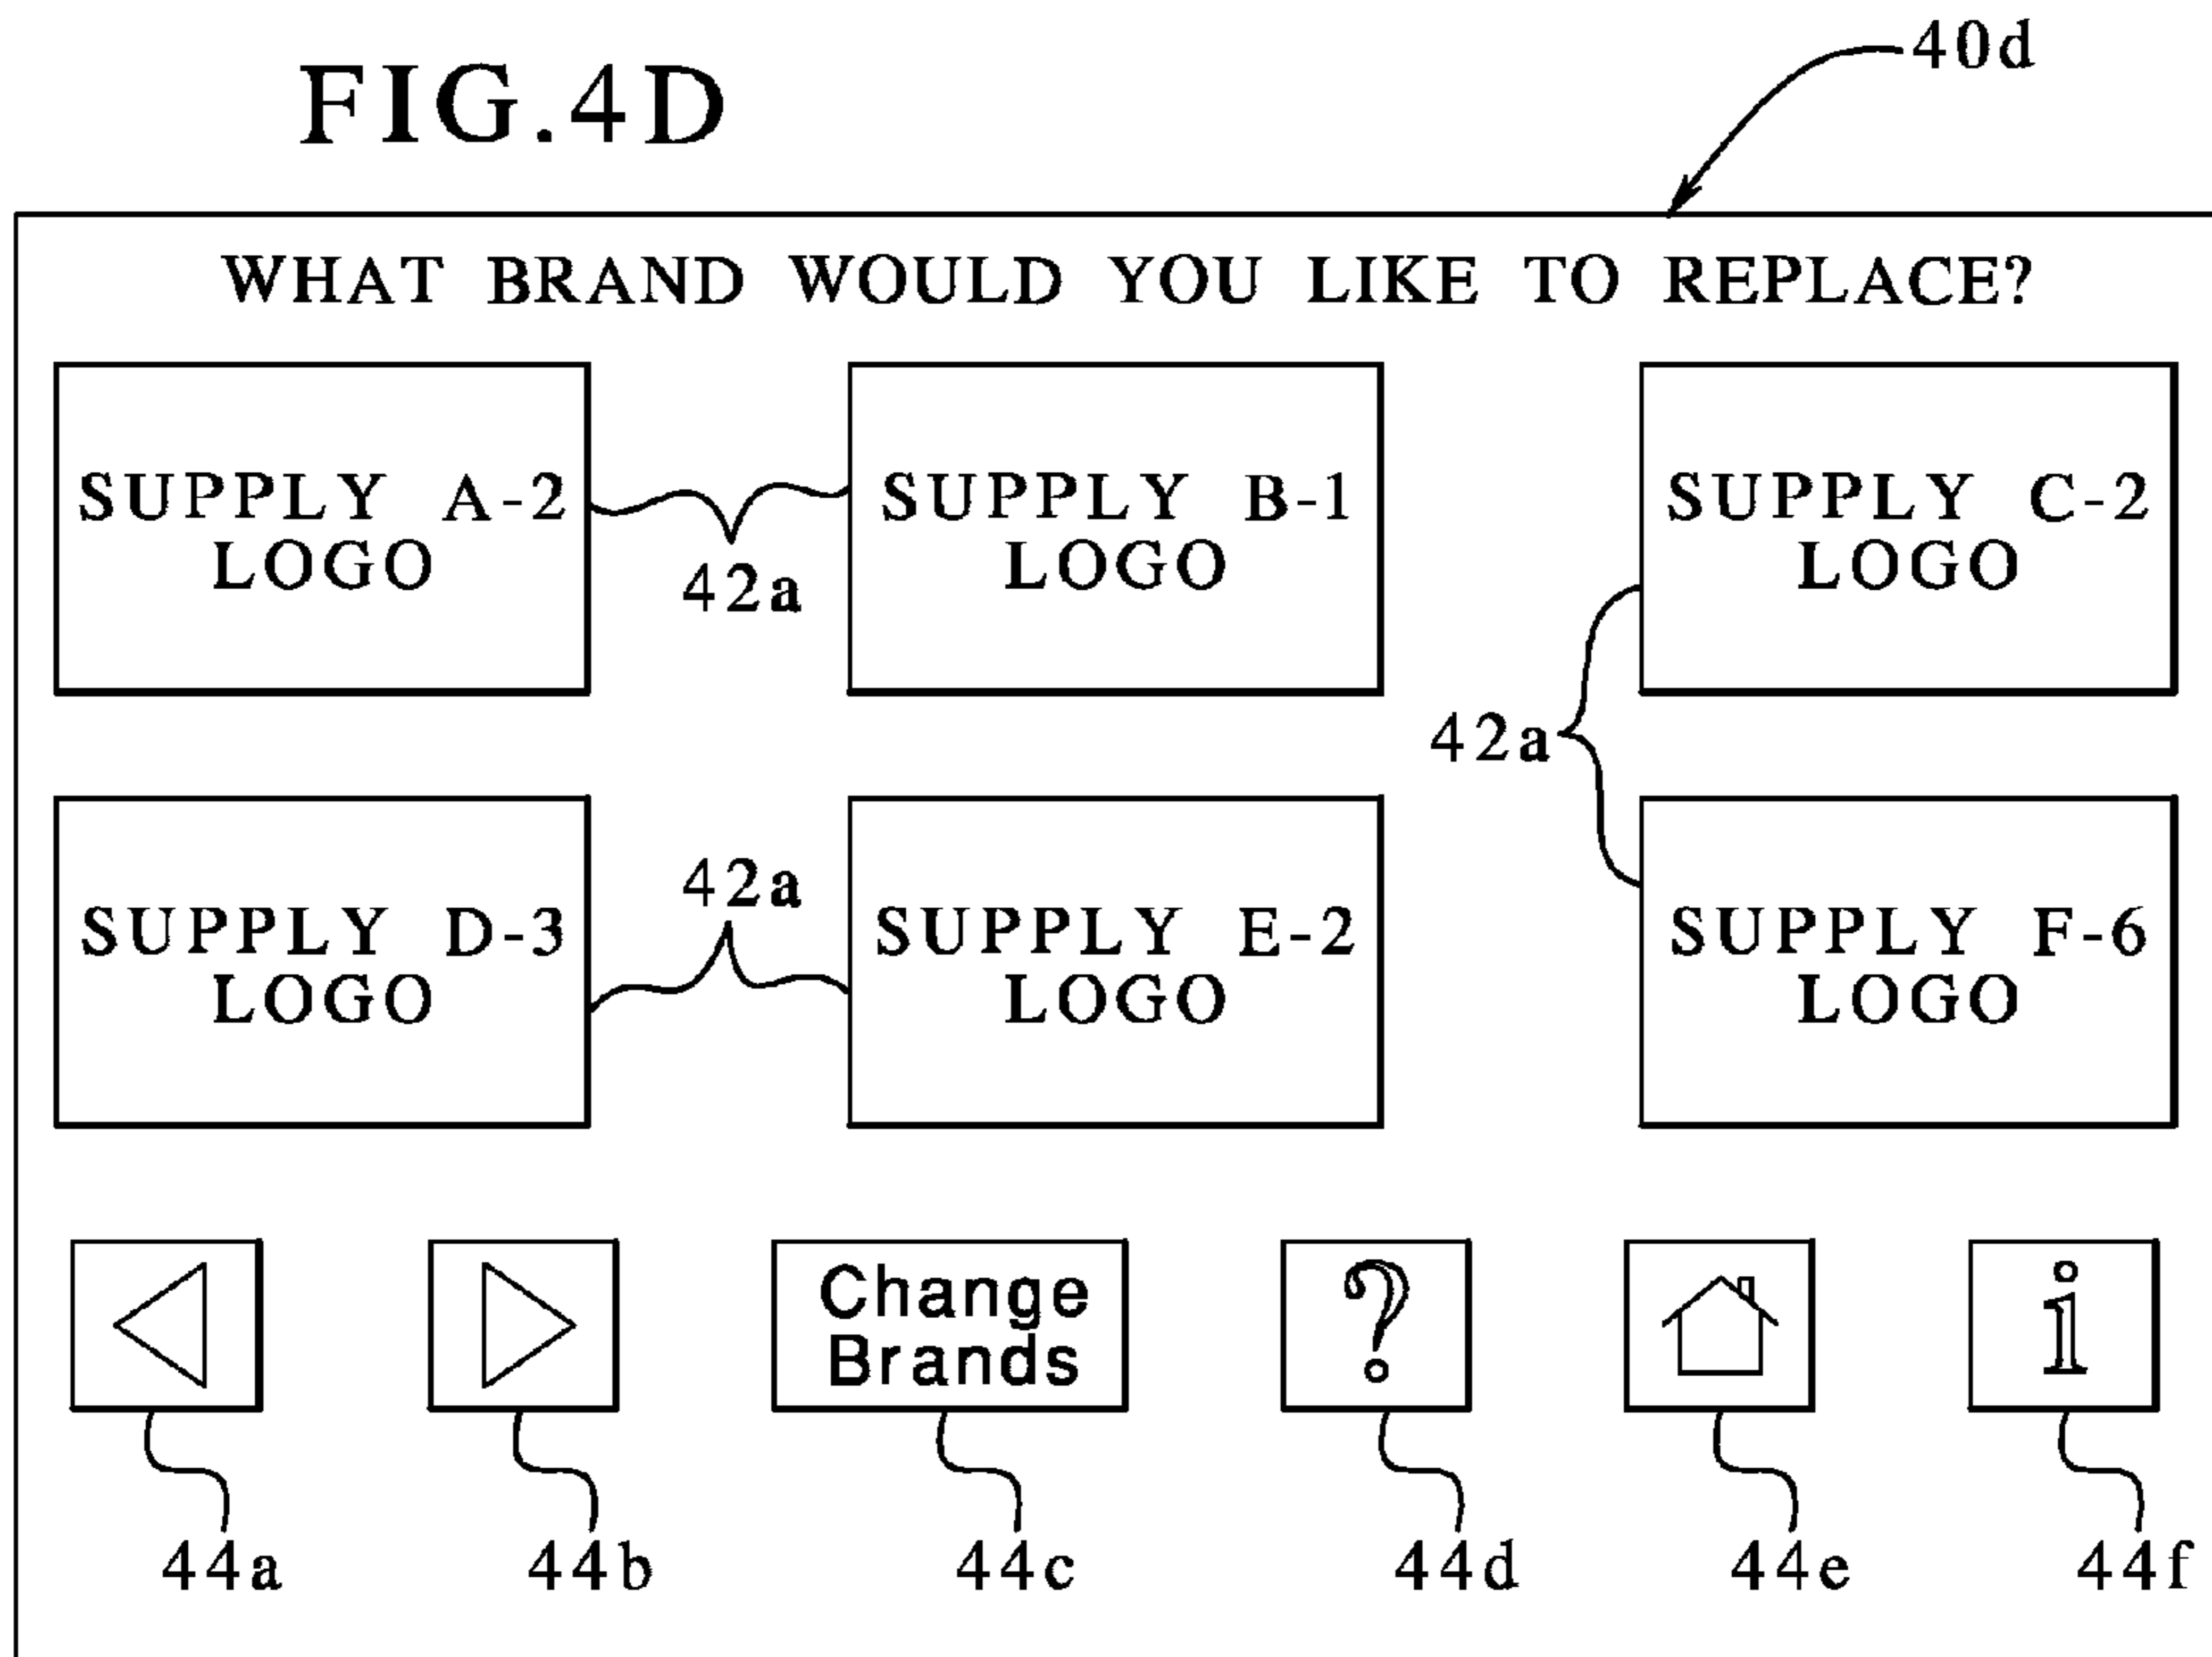 FIG.4D
40d
WHAT BRAND WOULD YOU LIKE TO REPLACE?
SUPPLY A-2
LOGO
SUPPLY B-1
LOGO
SUPPLY C-2
LOGO
42a
42a
SUPPLY D-3
LOGO
42a
SUPPLY E-2
LOGO
SUPPLY F-6
LOGO
Change
Brands
?
i
44a
44b
44c
44d
44e
44f